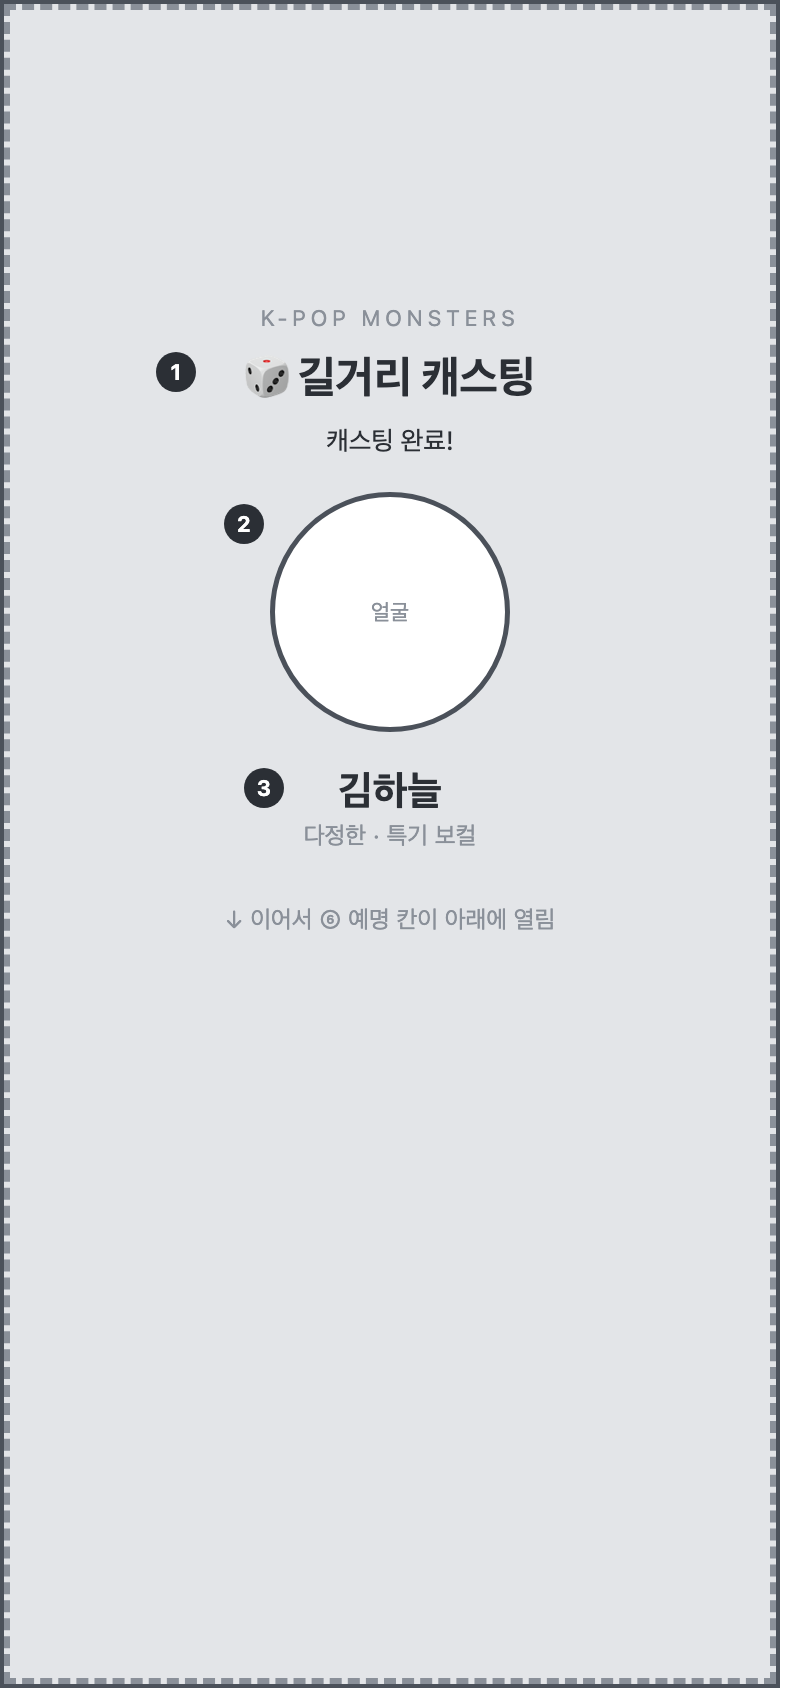 K-POP MONSTERS
1 🎲 길거리 캐스팅
캐스팅 완료!
2
얼굴
3 김하늘
다정한 · 특기 보컬
↓ 이어서 ⑥ 예명 칸이 아래에 열림